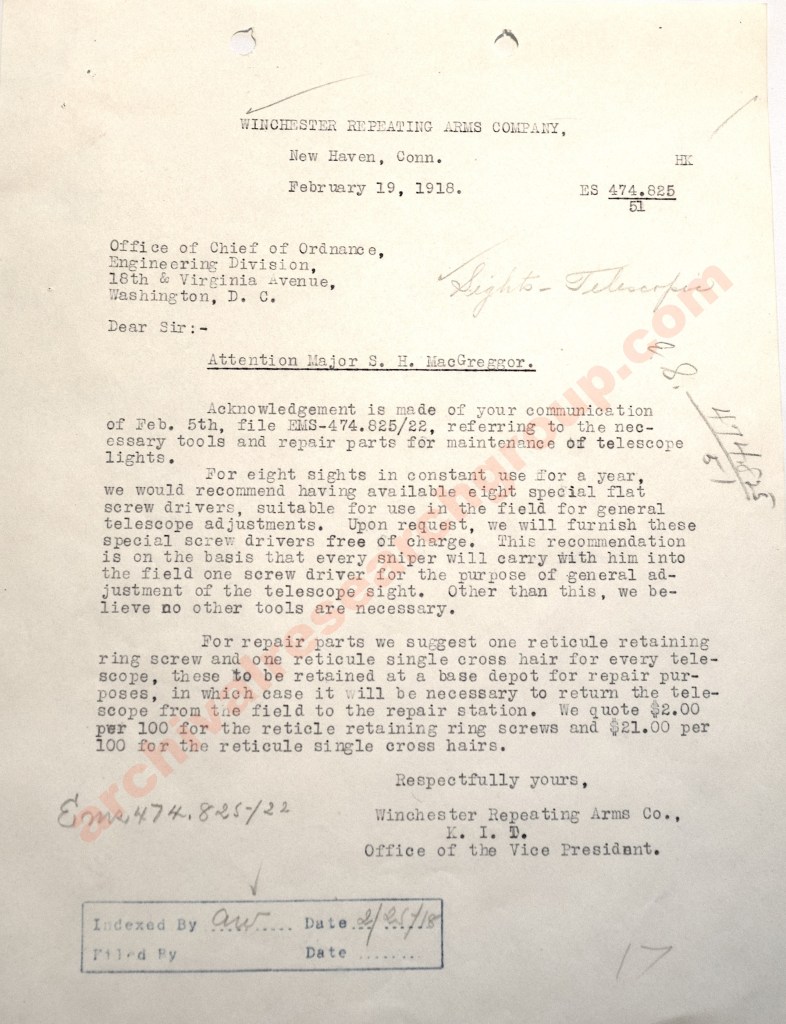 WINCHESTER REPEATING ARMS COMPANY,
New Haven, Conn.
HK
February 19, 1918.
ES 474.825
51
Office of Chief of Ordnance,
Engineering Division,
18th & Virginia Avenue,
Washington, D. C.
Sights - Telescopic
Dear Sir:-
Attention Major S. H. MacGreggor.
Acknowledgement is made of your communication
of Feb. 5th, file EMS-474.825/22, referring to the nec-
essary tools and repair parts for maintenance of telescope
lights.
For eight sights in constant use for a year,
we would recommend having available eight special flat
screw drivers, suitable for use in the field for general
telescope adjustments. Upon request, we will furnish these
special screw drivers free of charge. This recommendation
is on the basis that every sniper will carry with him into
the field one screw driver for the purpose of general ad-
justment of the telescope sight. Other than this, we be-
lieve no other tools are necessary.
For repair parts we suggest one reticule retaining
ring screw and one reticule single cross hair for every tele-
scope, these to be retained at a base depot for repair pur-
poses, in which case it will be necessary to return the tele-
scope from the field to the repair station. We quote $2.00
per 100 for the reticle retaining ring screws and $21.00 per
100 for the reticule single cross hairs.
Respectfully yours,
Ems 474.825/22
Winchester Repeating Arms Co.,
K. I. D.
Office of the Vice President.
Indexed By aw Date 2/25/18
Filed By Date
17
archivalresearchgroup.com